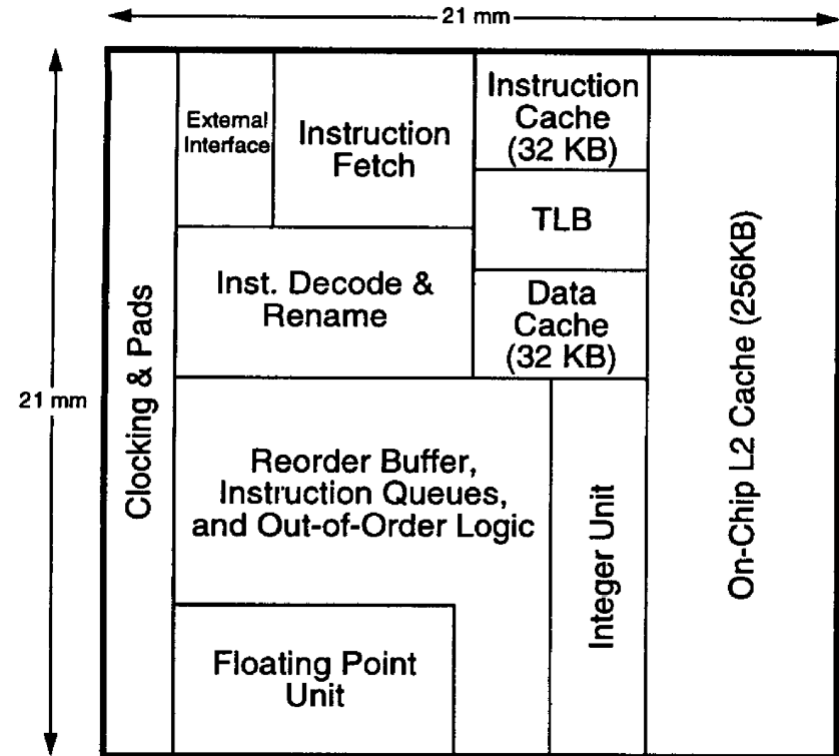 21 mm
External
Interface
Instruction
Fetch
Instruction
Cache
(32 KB)
TLB
Inst. Decode &
Rename
Data
Cache
(32 KB)
21 mm
Clocking & Pads
Reorder Buffer,
Instruction Queues,
and Out-of-Order Logic
Integer Unit
On-Chip L2 Cache (256KB)
Floating Point
Unit